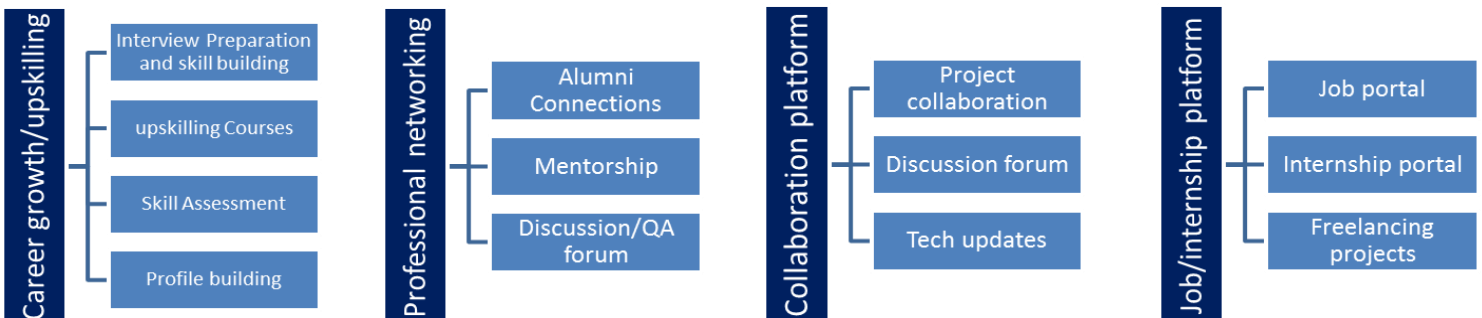 Career growth/upskilling
Interview Preparation
and skill building
upskilling Courses
Skill Assessment
Profile building
Professional networking
Alumni
Connections
Mentorship
Discussion/QA
forum
Collaboration platform
Project
collaboration
Discussion forum
Tech updates
Job/internship platform
Job portal
Internship portal
Freelancing
projects